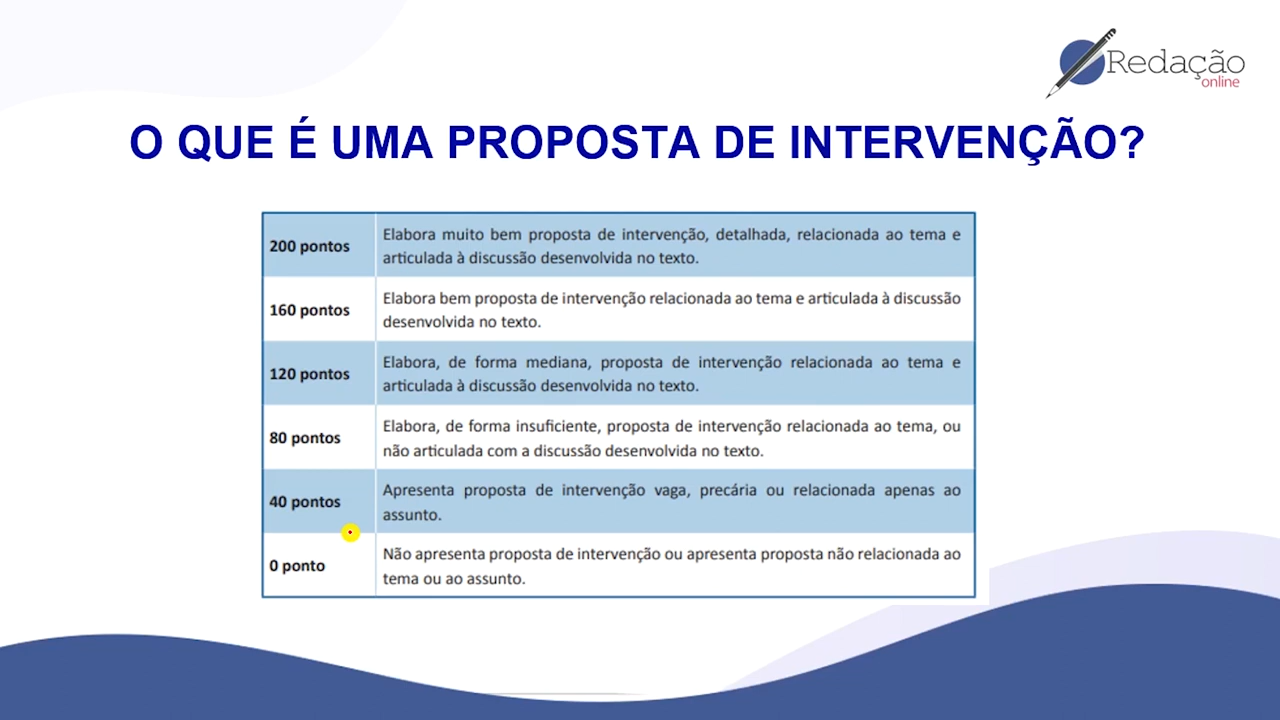 Redação
online
O QUE É UMA PROPOSTA DE INTERVENÇÃO?
200 pontos
Elabora muito bem proposta de intervenção, detalhada, relacionada ao tema e
articulada à discussão desenvolvida no texto.
160 pontos
Elabora bem proposta de intervenção relacionada ao tema e articulada à discussão
desenvolvida no texto.
120 pontos
Elabora, de forma mediana, proposta de intervenção relacionada ao tema e
articulada à discussão desenvolvida no texto.
80 pontos
Elabora, de forma insuficiente, proposta de intervenção relacionada ao tema, ou
não articulada com a discussão desenvolvida no texto.
40 pontos
Apresenta proposta de intervenção vaga, precária ou relacionada apenas ao
assunto.
0 ponto
Não apresenta proposta de intervenção ou apresenta proposta não relacionada ao
tema ou ao assunto.